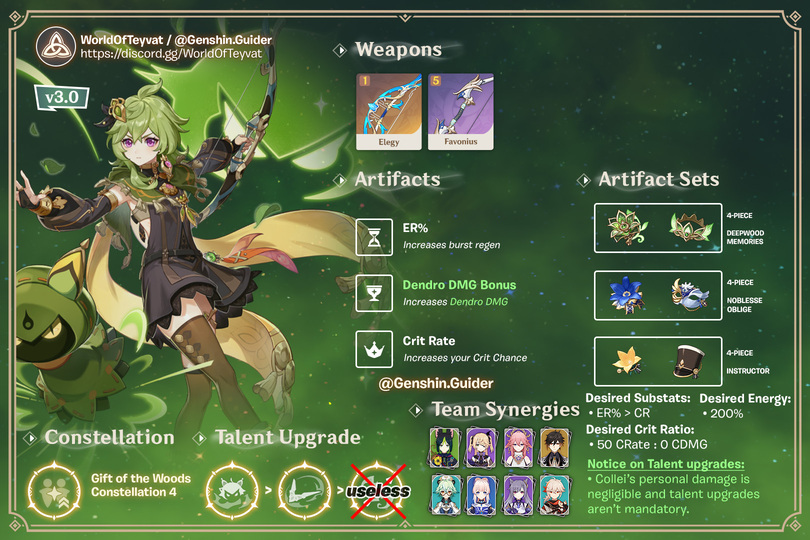 WorldOfTeyvat / @Genshin.Guider
https://discord.gg/WorldOfTeyvat
v3.0
Weapons
1
5
Elegy
Favonius
Artifacts
ER%
Increases burst regen
Dendro DMG Bonus
Increases Dendro DMG
Crit Rate
Increases your Crit Chance
@Genshin.Guider
Artifact Sets
4-PIECE
DEEPWOOD
MEMORIES
4-PIECE
NOBLESSE
OBLIGE
4-PIECE
INSTRUCTOR
Desired Substats:
• ER% > CR
Desired Energy:
• 200%
Desired Crit Ratio:
• 50 CRate : 0 CDMG
Notice on Talent upgrades:
• Collei's personal damage is
negligible and talent upgrades
aren't mandatory.
Team Synergies
Constellation
Gift of the Woods
Constellation 4
Talent Upgrade
> >
useless